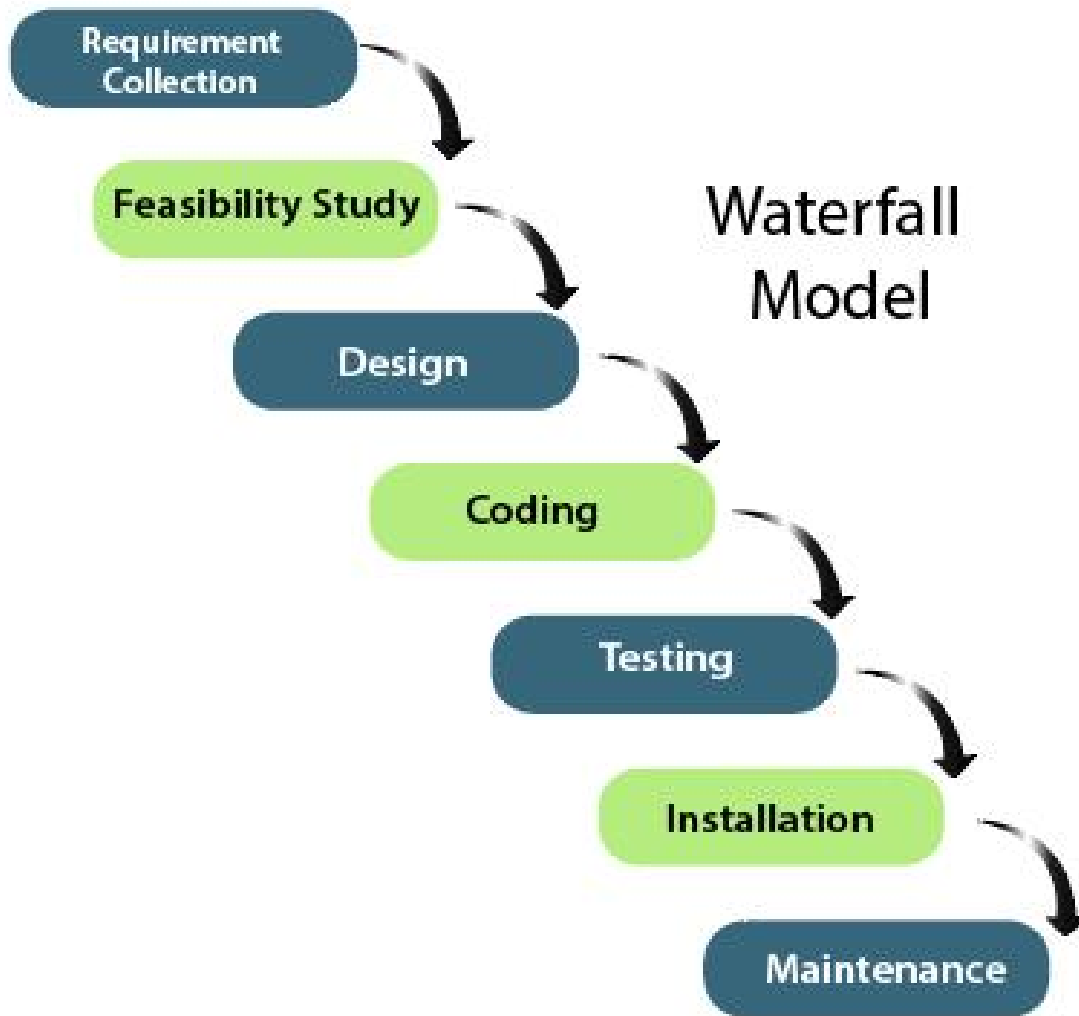 Requirement
Collection
Feasibility Study
Waterfall
Model
Design
Coding
Testing
Installation
Maintenance